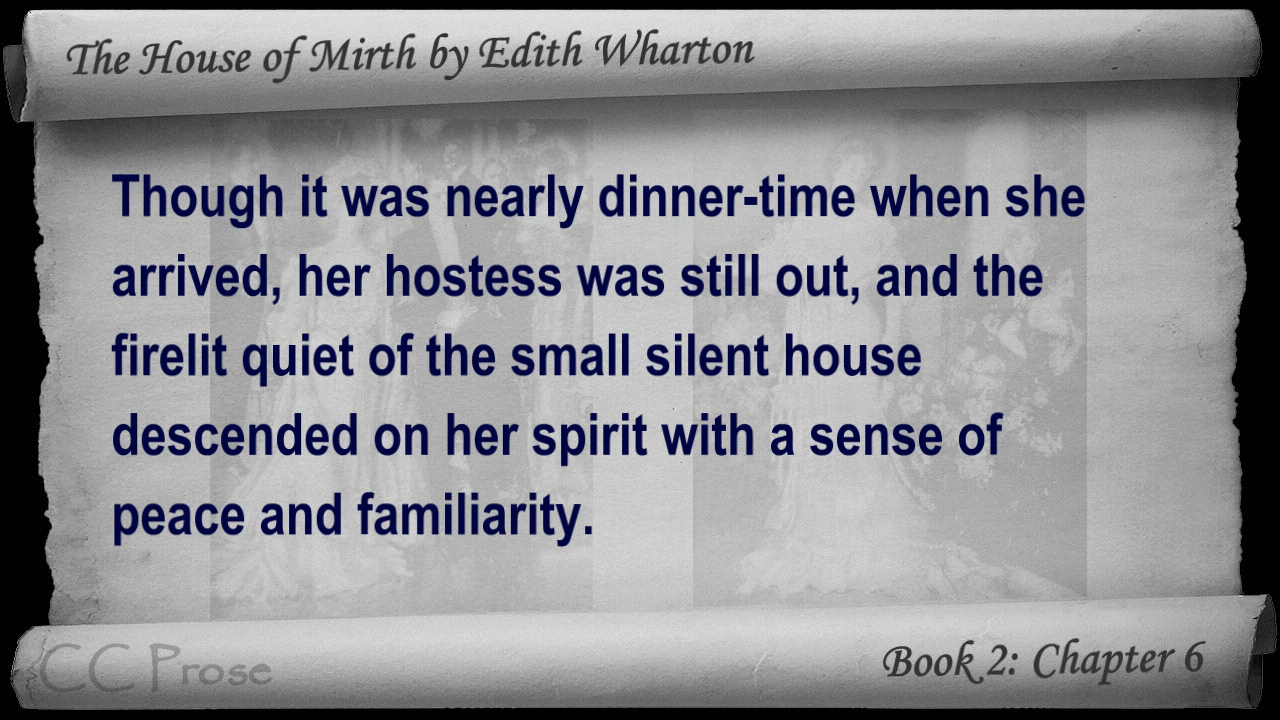 The House of Mirth by Edith Wharton
Though it was nearly dinner-time when she
arrived, her hostess was still out, and the
firelit quiet of the small silent house
descended on her spirit with a sense of
peace and familiarity.
CC Prose
Book 2: Chapter 6